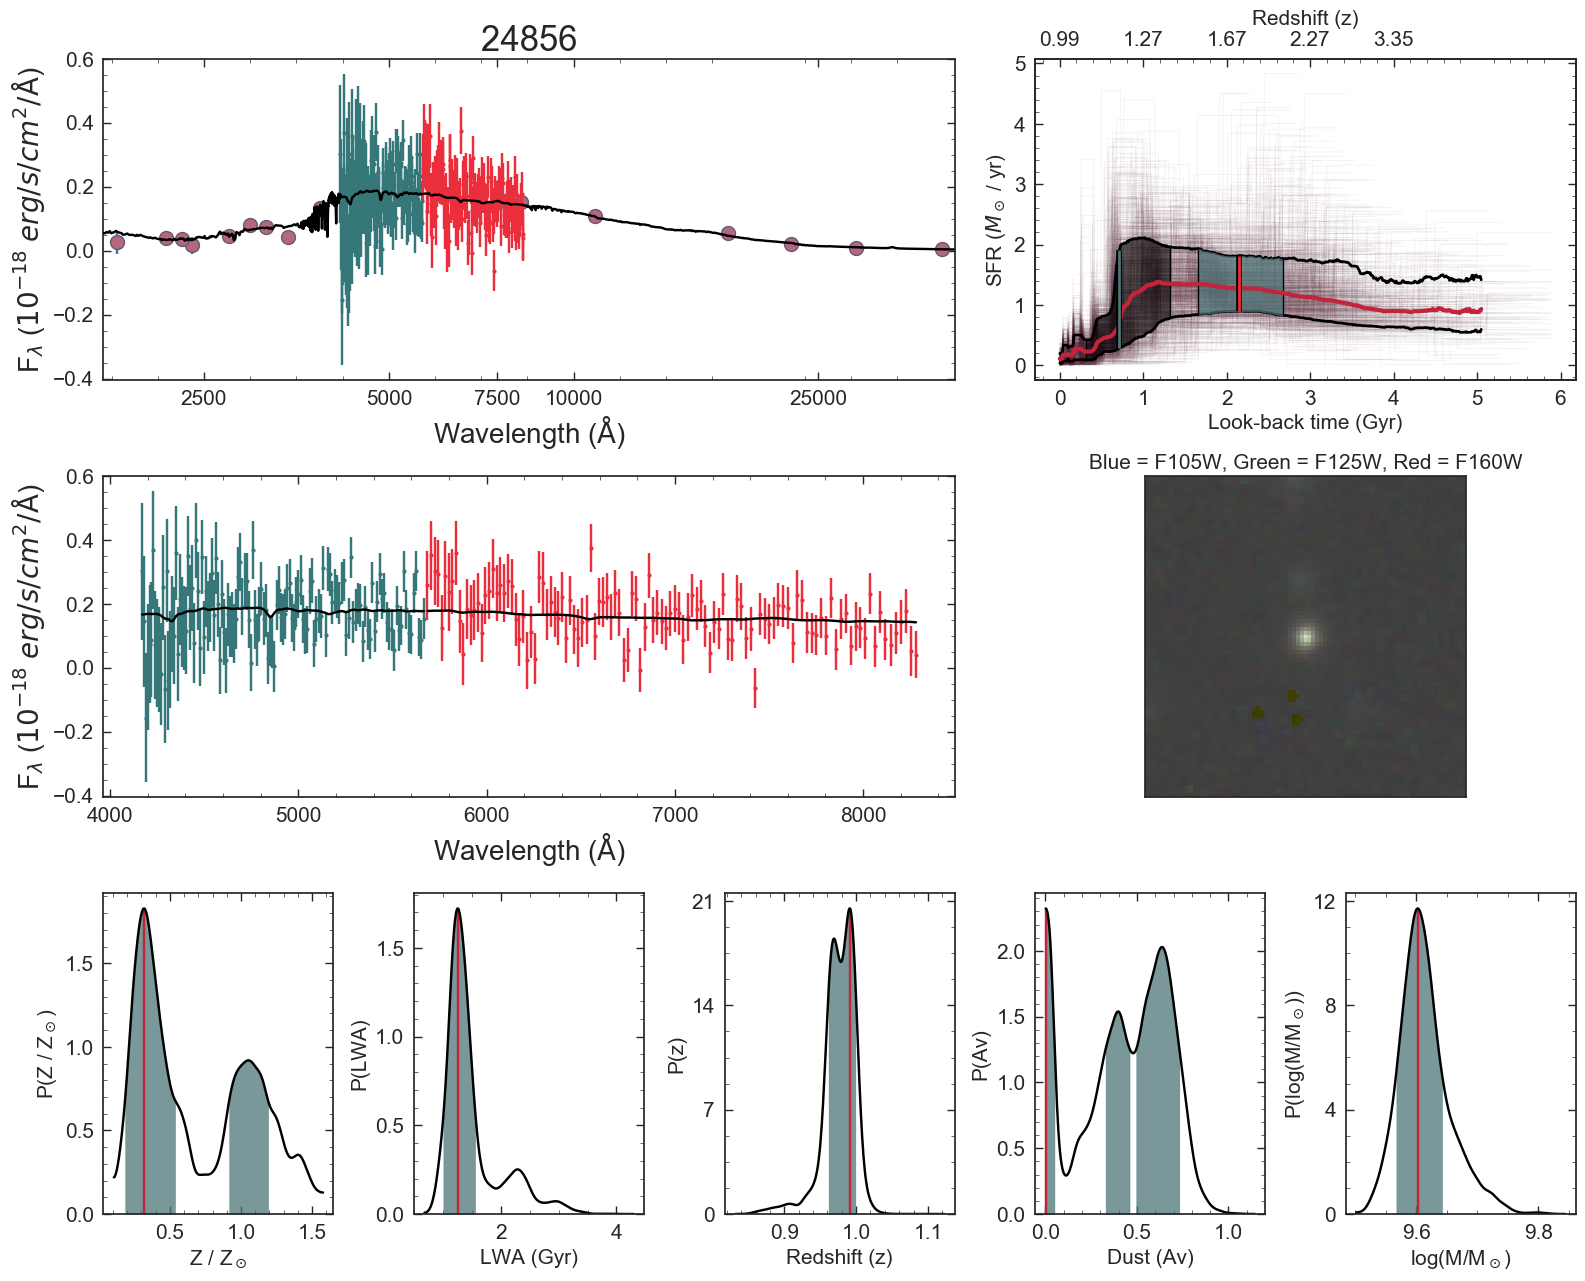 24856
0.6
0.4
0.2
0.0
−0.2
−0.4
F_λ (10^{−18} erg/s/cm^2/Å)
2500 5000 7500 10000 25000
Wavelength (Å)
Redshift (z)
0.99 1.27 1.67 2.27 3.35
5
4
3
2
1
0
SFR (M_⊙ / yr)
0 1 2 3 4 5 6
Look-back time (Gyr)
0.6
0.4
0.2
0.0
−0.2
−0.4
F_λ (10^{−18} erg/s/cm^2/Å)
4000 5000 6000 7000 8000
Wavelength (Å)
Blue = F105W, Green = F125W, Red = F160W
1.5
1.0
0.5
0.0
P(Z / Z_⊙)
0.5 1.0 1.5
Z / Z_⊙
1.5
1.0
0.5
0.0
P(LWA)
2 4
LWA (Gyr)
21
14
7
0
P(z)
0.9 1.0 1.1
Redshift (z)
2.0
1.5
1.0
0.5
0.0
P(Av)
0.0 0.5 1.0
Dust (Av)
12
8
4
0
P(log(M/M_⊙))
9.6 9.8
log(M/M_⊙)